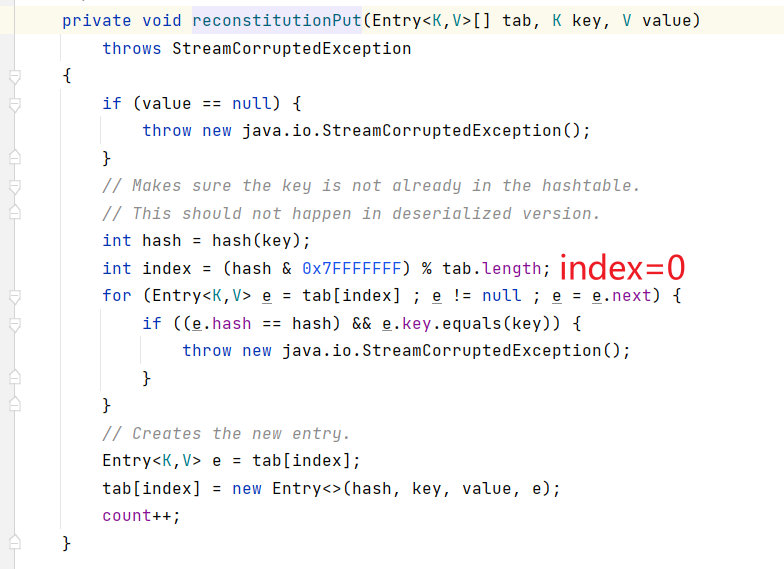 private void reconstitutionPut(Entry<K,V>[] tab, K key, V value)
        throws StreamCorruptedException
{
    if (value == null) {
        throw new java.io.StreamCorruptedException();
    }
    // Makes sure the key is not already in the hashtable.
    // This should not happen in deserialized version.
    int hash = hash(key);
    int index = (hash & 0x7FFFFFFF) % tab.length; index=0
    for (Entry<K,V> e = tab[index] ; e != null ; e = e.next) {
        if ((e.hash == hash) && e.key.equals(key)) {
            throw new java.io.StreamCorruptedException();
        }
    }
    // Creates the new entry.
    Entry<K,V> e = tab[index];
    tab[index] = new Entry<>(hash, key, value, e);
    count++;
}